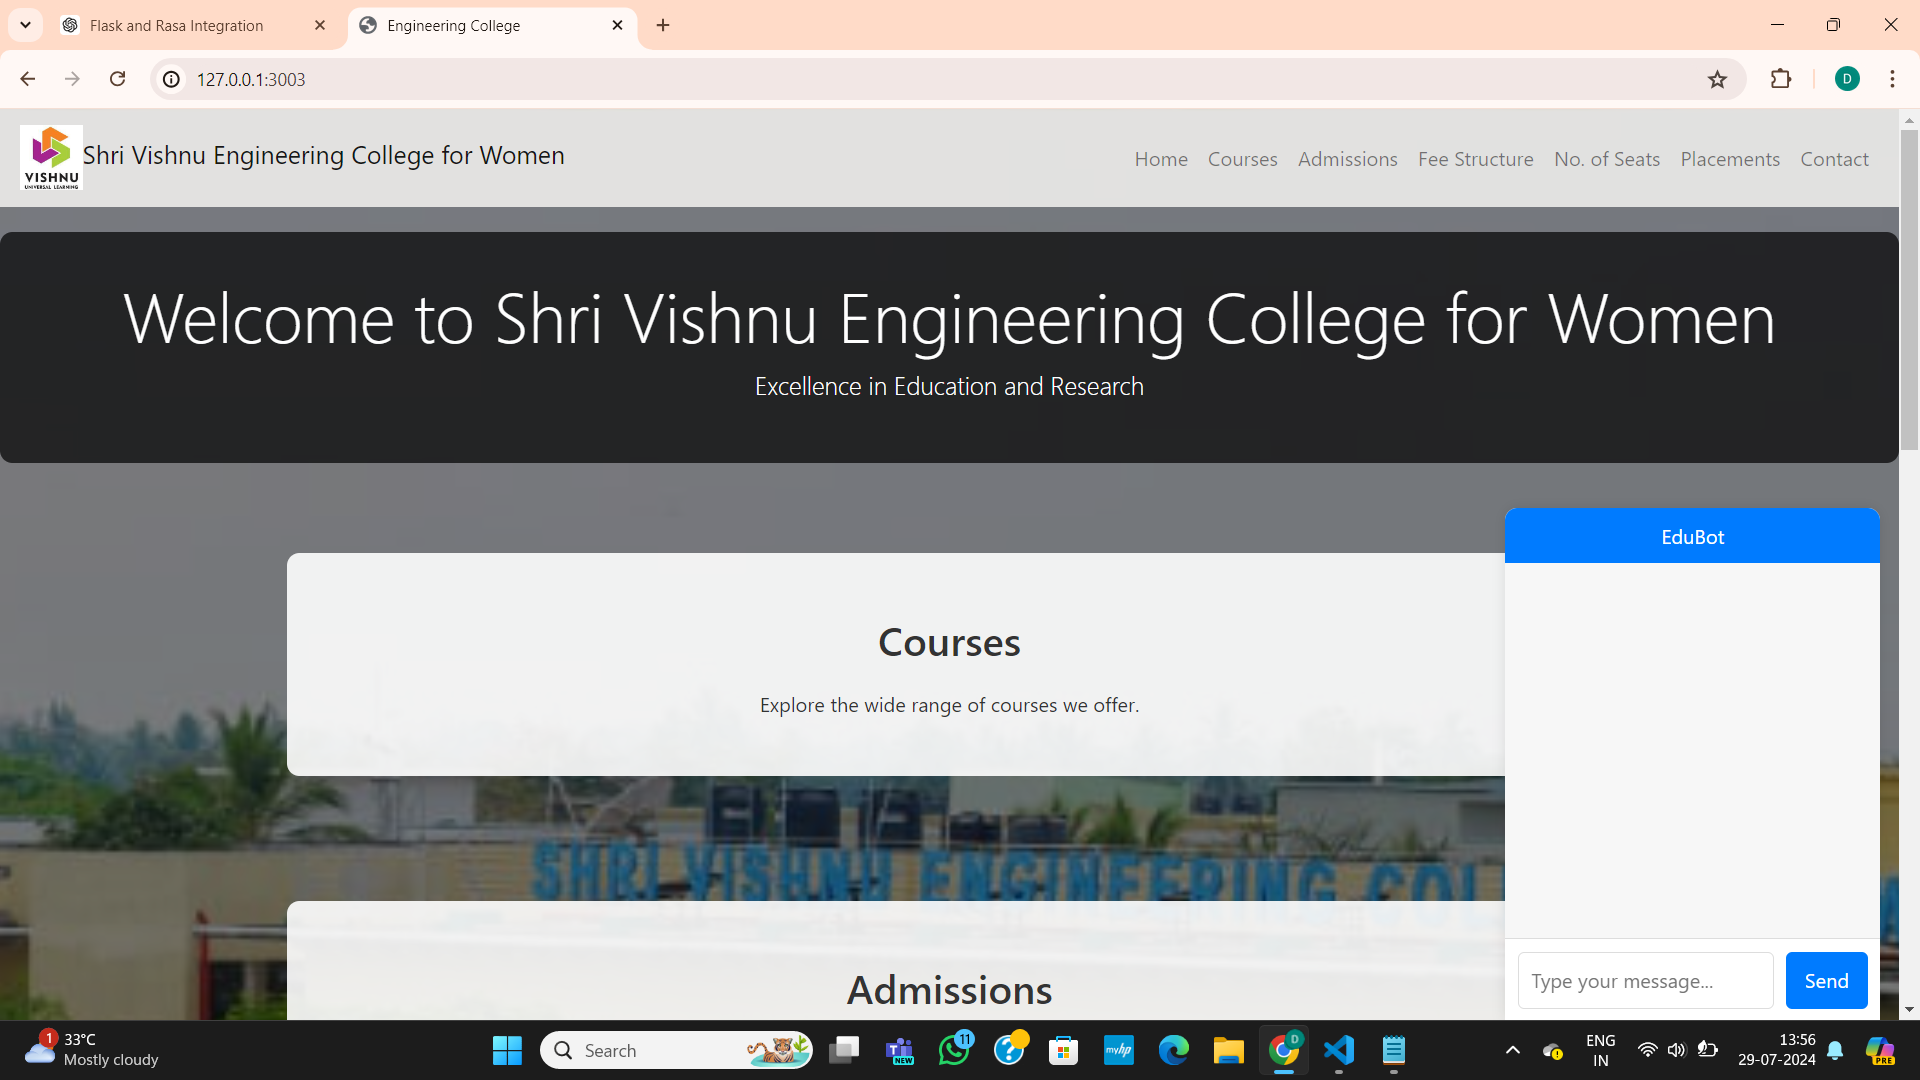 Flask and Rasa Integration
Engineering College
127.0.0.1:3003
D
VISHNU
UNIVERSAL LEARNING
Shri Vishnu Engineering College for Women
Home Courses Admissions Fee Structure No. of Seats Placements Contact
Welcome to Shri Vishnu Engineering College for Women
Excellence in Education and Research
EduBot
Courses
Explore the wide range of courses we offer.
SHRI VISHNU ENGINEERING COL
Admissions
Type your message...
Send
1
33°C
Mostly cloudy
Search
NEW
11
myhp
D
ENG
IN
13:56
29-07-2024
PRE